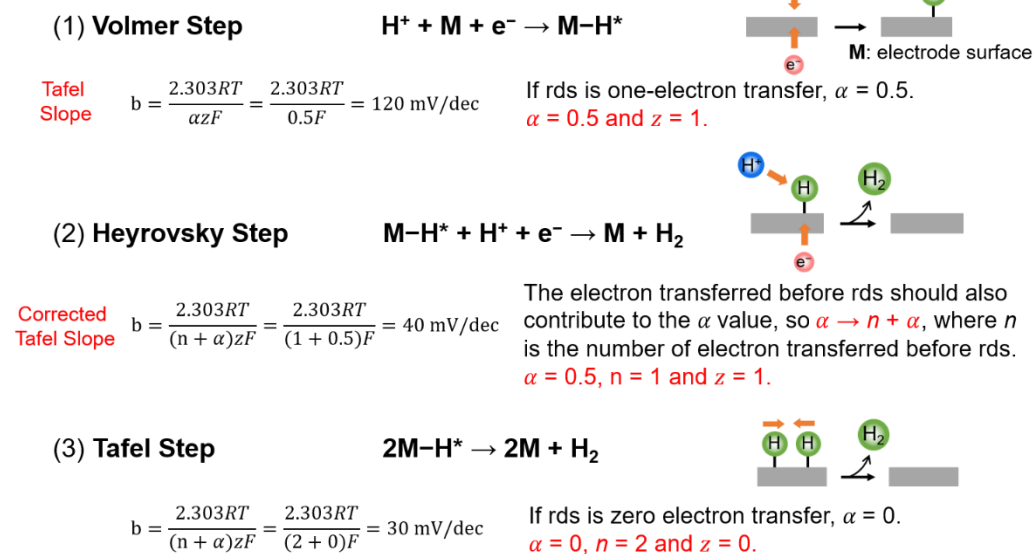 (1) Volmer Step
H⁺ + M + e⁻ → M−H*
M: electrode surface
e⁻
Tafel
Slope
b = 2.303RT/αzF = 2.303RT/0.5F = 120 mV/dec
If rds is one-electron transfer, α = 0.5.
α = 0.5 and z = 1.
H⁺
H
H₂
(2) Heyrovsky Step
M−H* + H⁺ + e⁻ → M + H₂
e⁻
Corrected
Tafel Slope
b = 2.303RT/(n + α)zF = 2.303RT/(1 + 0.5)F = 40 mV/dec
The electron transferred before rds should also
contribute to the α value, so α → n + α, where n
is the number of electron transferred before rds.
α = 0.5, n = 1 and z = 1.
(3) Tafel Step
2M−H* → 2M + H₂
H H
H₂
b = 2.303RT/(n + α)zF = 2.303RT/(2 + 0)F = 30 mV/dec
If rds is zero electron transfer, α = 0.
α = 0, n = 2 and z = 0.